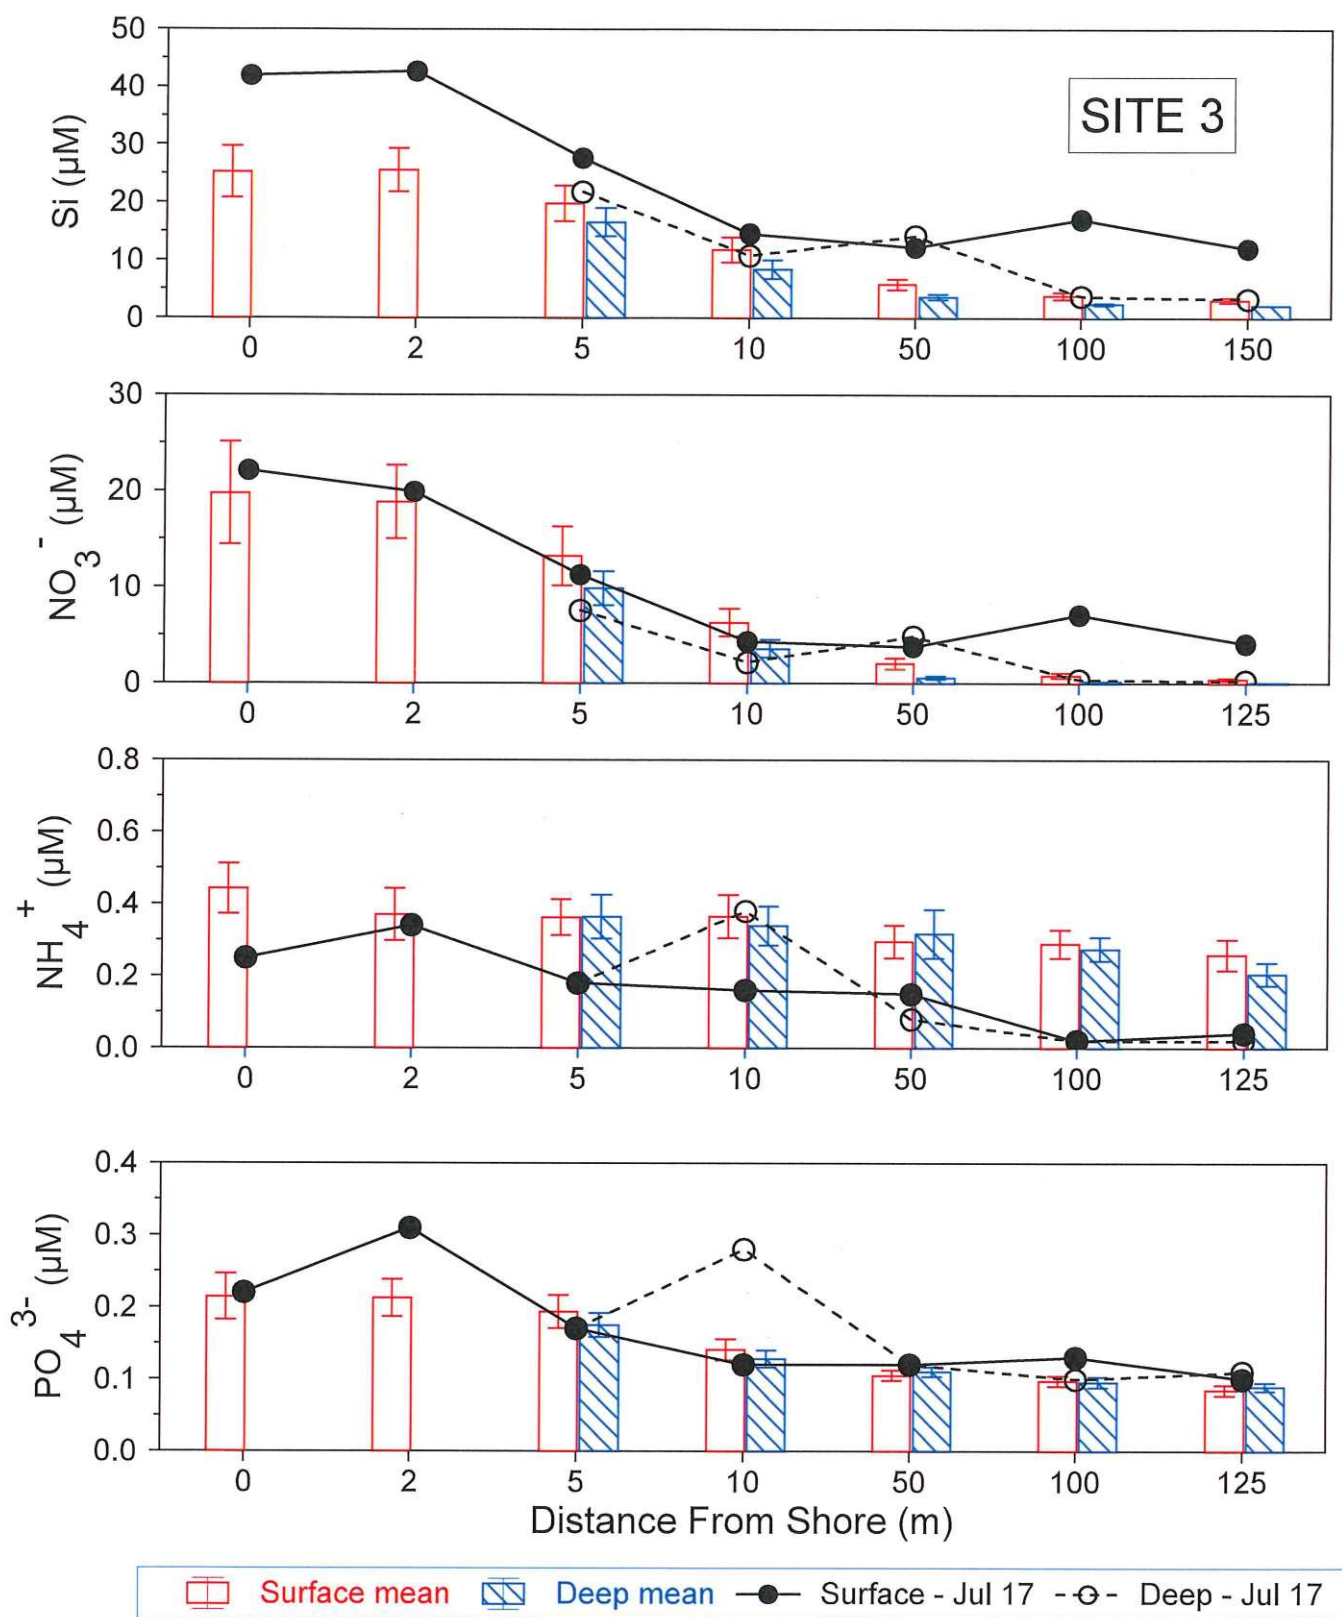 SITE 3
Si (µM)
50
40
30
20
10
0
0 2 5 10 50 100 150
NO3- (µM)
30
20
10
0
0 2 5 10 50 100 125
NH4+ (µM)
0.8
0.6
0.4
0.2
0.0
0 2 5 10 50 100 125
PO43- (µM)
0.4
0.3
0.2
0.1
0.0
0 2 5 10 50 100 125
Distance From Shore (m)
Surface mean Deep mean Surface - Jul 17 Deep - Jul 17